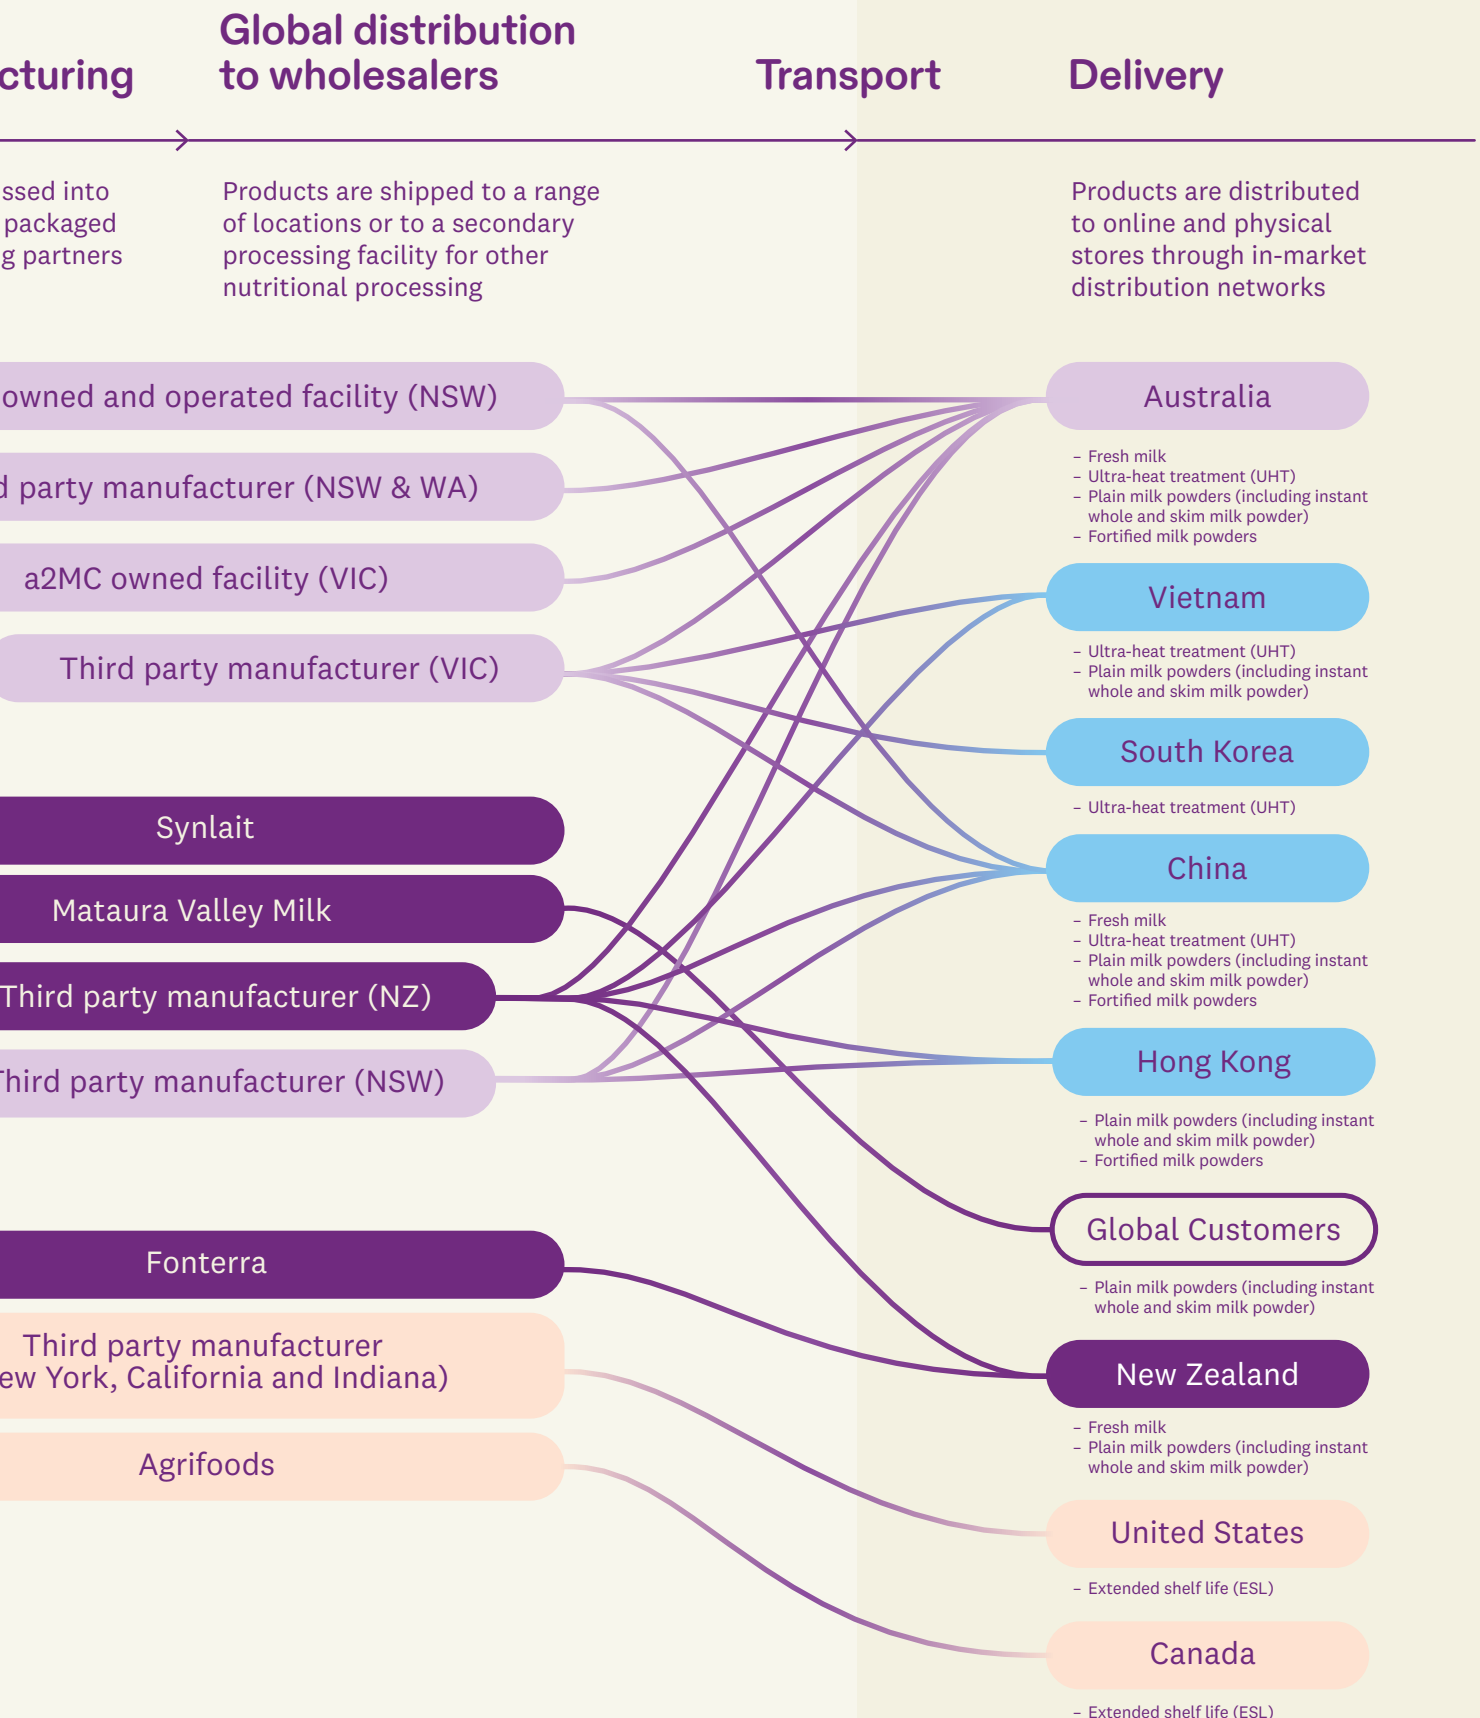 cturing
Global distribution
to wholesalers
Transport
Delivery
ssed into
packaged
g partners
Products are shipped to a range
of locations or to a secondary
processing facility for other
nutritional processing
Products are distributed
to online and physical
stores through in-market
distribution networks
owned and operated facility (NSW)
d party manufacturer (NSW & WA)
a2MC owned facility (VIC)
Third party manufacturer (VIC)
Synlait
Mataura Valley Milk
Third party manufacturer (NZ)
Third party manufacturer (NSW)
Fonterra
Third party manufacturer
ew York, California and Indiana)
Agrifoods
Australia
– Fresh milk
– Ultra-heat treatment (UHT)
– Plain milk powders (including instant
whole and skim milk powder)
– Fortified milk powders
Vietnam
– Ultra-heat treatment (UHT)
– Plain milk powders (including instant
whole and skim milk powder)
South Korea
– Ultra-heat treatment (UHT)
China
– Fresh milk
– Ultra-heat treatment (UHT)
– Plain milk powders (including instant
whole and skim milk powder)
– Fortified milk powders
Hong Kong
– Plain milk powders (including instant
whole and skim milk powder)
– Fortified milk powders
Global Customers
– Plain milk powders (including instant
whole and skim milk powder)
New Zealand
– Fresh milk
– Plain milk powders (including instant
whole and skim milk powder)
United States
– Extended shelf life (ESL)
Canada
– Extended shelf life (ESL)